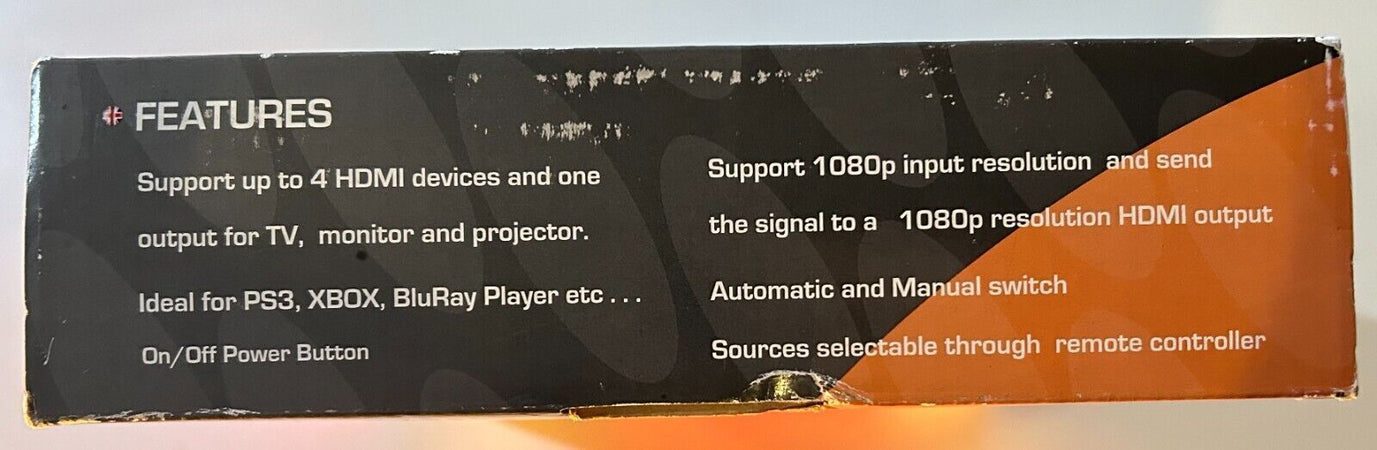 FEATURES
Support up to 4 HDMI devices and one
output for TV, monitor and projector.
Ideal for PS3, XBOX, BluRay Player etc . . .
On/Off Power Button
Support 1080p input resolution and send
the signal to a 1080p resolution HDMI output
Automatic and Manual switch
Sources selectable through remote controller